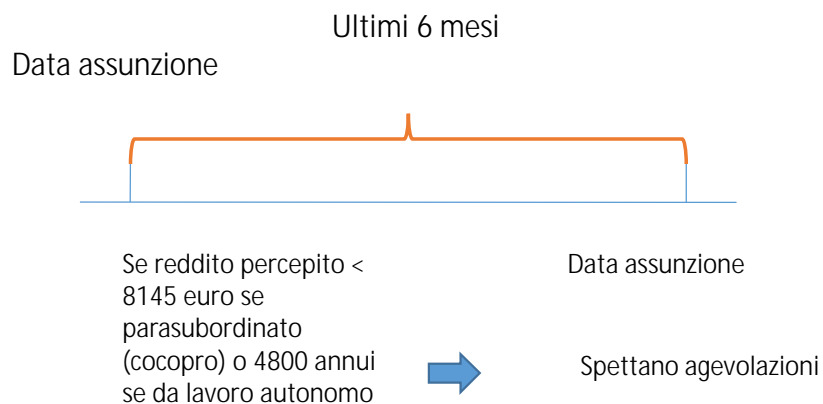 Ultimi 6 mesi
Data assunzione
Se reddito percepito <
8145 euro se
parasubordinato
(cocopro) o 4800 annui
se da lavoro autonomo
Data assunzione
Spettano agevolazioni